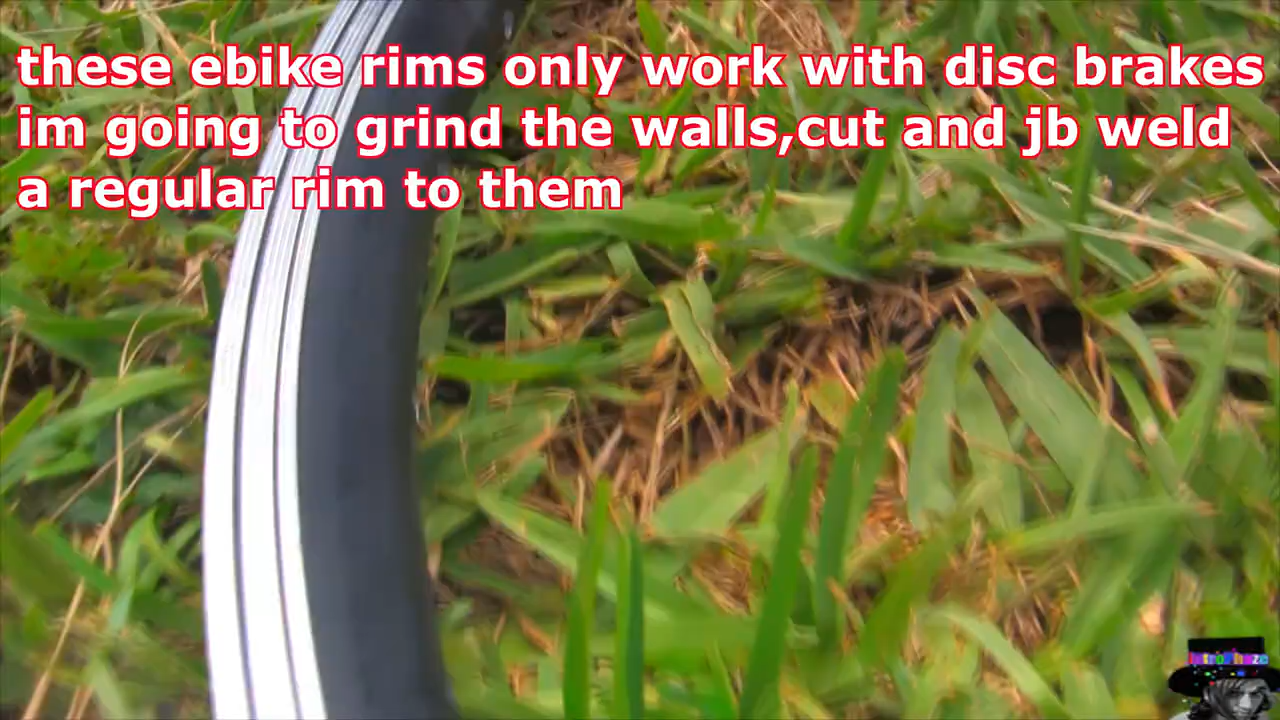 these ebike rims only work with disc brakes
im going to grind the walls,cut and jb weld
a regular rim to them